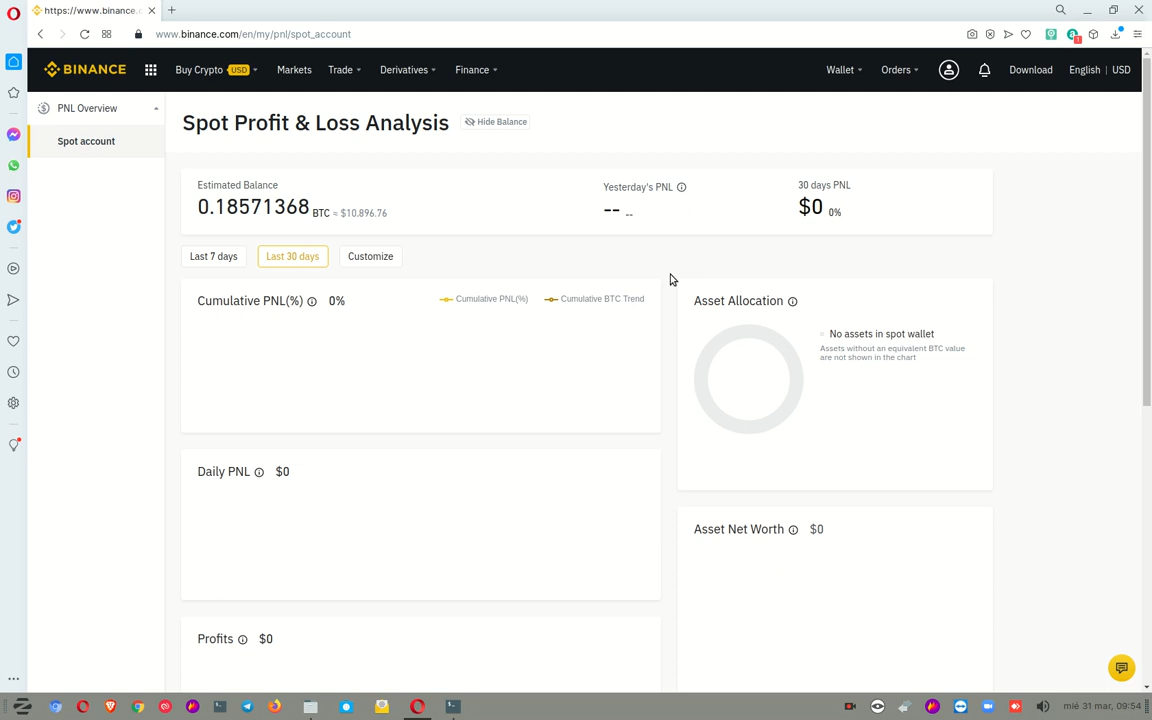 https://www.binance.c
www.binance.com/en/my/pnl/spot_account
1
BINANCE
Buy Crypto USD
Markets
Trade
Derivatives
Finance
Wallet
Orders
Download
English | USD
PNL Overview
Spot account
Spot Profit & Loss Analysis
Hide Balance
Estimated Balance
0.18571368 BTC ≈ $10,896.76
Yesterday's PNL
-- --
30 days PNL
$0 0%
Last 7 days
Last 30 days
Customize
Cumulative PNL(%) 0%
Cumulative PNL(%)
Cumulative BTC Trend
Asset Allocation
No assets in spot wallet
Assets without an equivalent BTC value
are not shown in the chart
Daily PNL $0
Asset Net Worth $0
Profits $0
mié 31 mar, 09:54